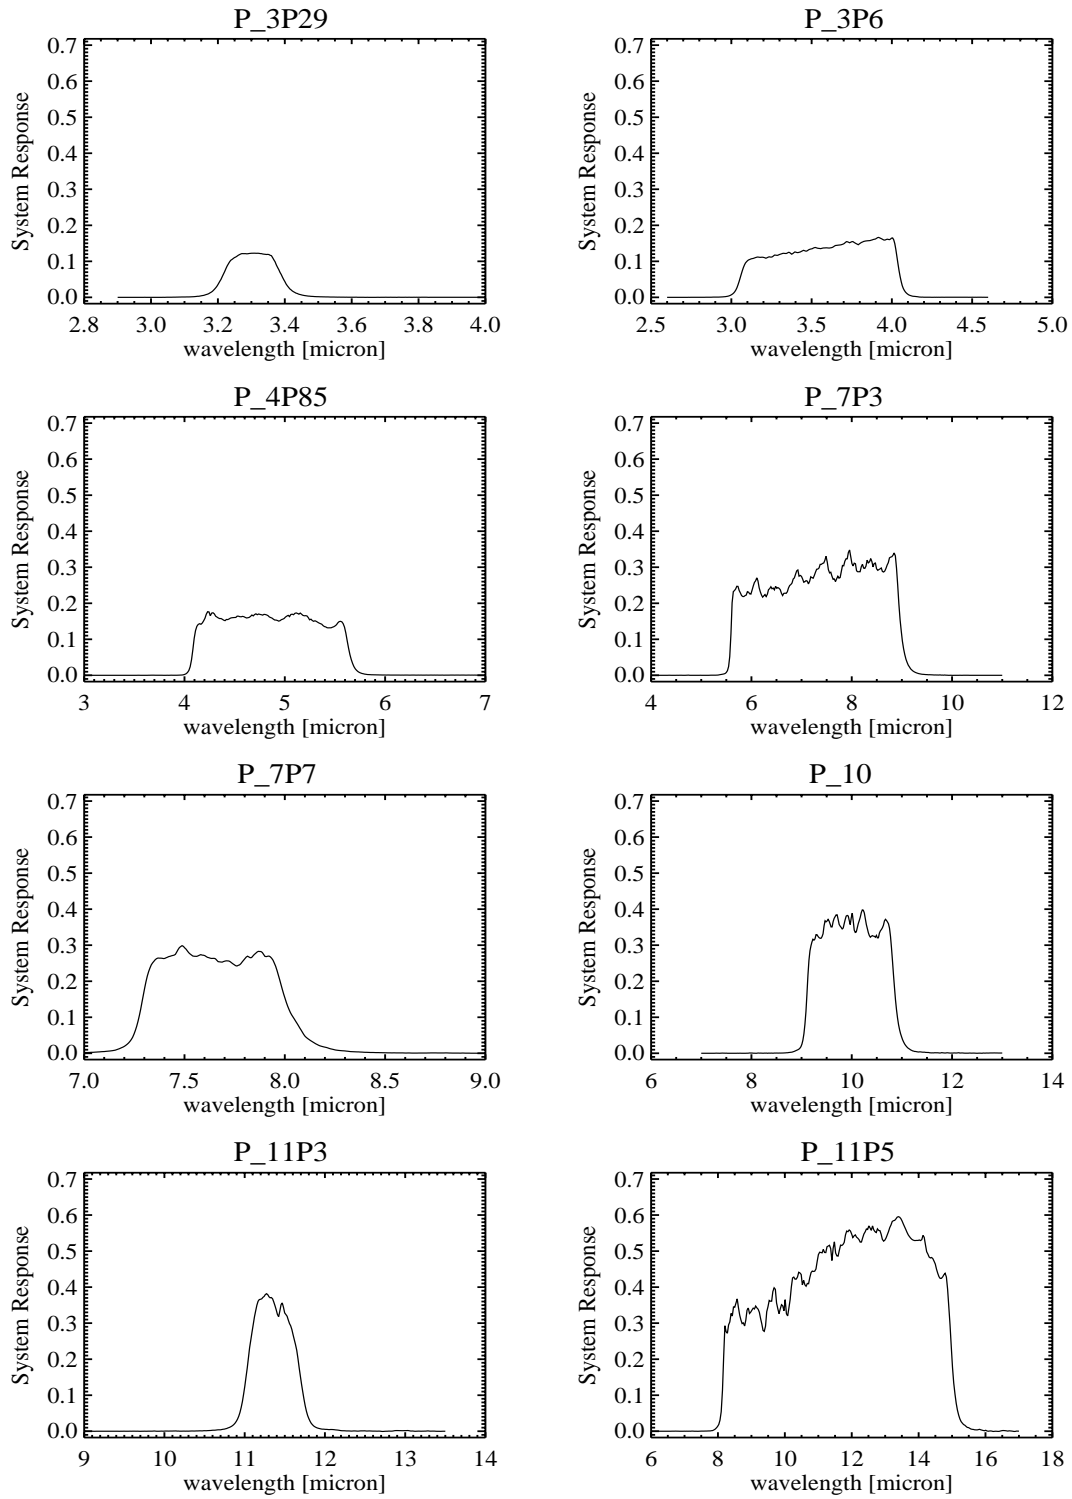 P_3P29
0.7
0.6
0.5
0.4
0.3
0.2
0.1
0.0
System Response
2.8 3.0 3.2 3.4 3.6 3.8 4.0
wavelength [micron]
P_3P6
0.7
0.6
0.5
0.4
0.3
0.2
0.1
0.0
System Response
2.5 3.0 3.5 4.0 4.5 5.0
wavelength [micron]
P_4P85
0.7
0.6
0.5
0.4
0.3
0.2
0.1
0.0
System Response
3 4 5 6 7
wavelength [micron]
P_7P3
0.7
0.6
0.5
0.4
0.3
0.2
0.1
0.0
System Response
4 6 8 10 12
wavelength [micron]
P_7P7
0.7
0.6
0.5
0.4
0.3
0.2
0.1
0.0
System Response
7.0 7.5 8.0 8.5 9.0
wavelength [micron]
P_10
0.7
0.6
0.5
0.4
0.3
0.2
0.1
0.0
System Response
6 8 10 12 14
wavelength [micron]
P_11P3
0.7
0.6
0.5
0.4
0.3
0.2
0.1
0.0
System Response
9 10 11 12 13 14
wavelength [micron]
P_11P5
0.7
0.6
0.5
0.4
0.3
0.2
0.1
0.0
System Response
6 8 10 12 14 16 18
wavelength [micron]